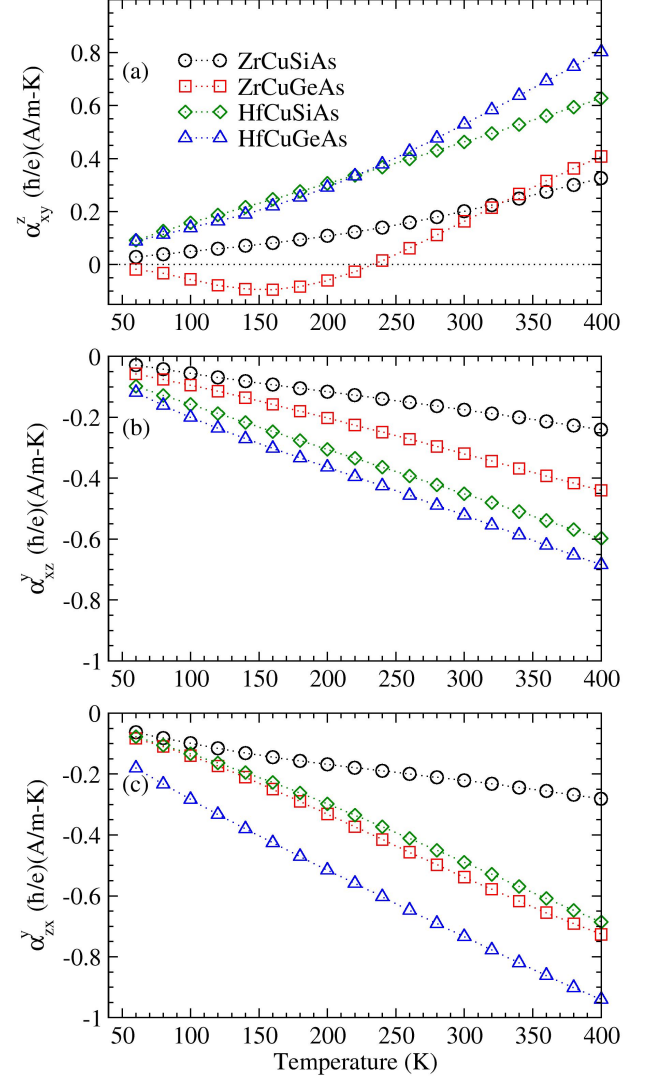 0.8
0.6
0.4
0.2
0
(a)
ZrCuSiAs
ZrCuGeAs
HfCuSiAs
HfCuGeAs
α^z_xy (ħ/e)(A/m-K)
50 100 150 200 250 300 350 400
0
-0.2
-0.4
-0.6
-0.8
-1
(b)
α^y_xz (ħ/e)(A/m-K)
50 100 150 200 250 300 350 400
0
-0.2
-0.4
-0.6
-0.8
-1
(c)
α^y_zx (ħ/e)(A/m-K)
50 100 150 200 250 300 350 400
Temperature (K)